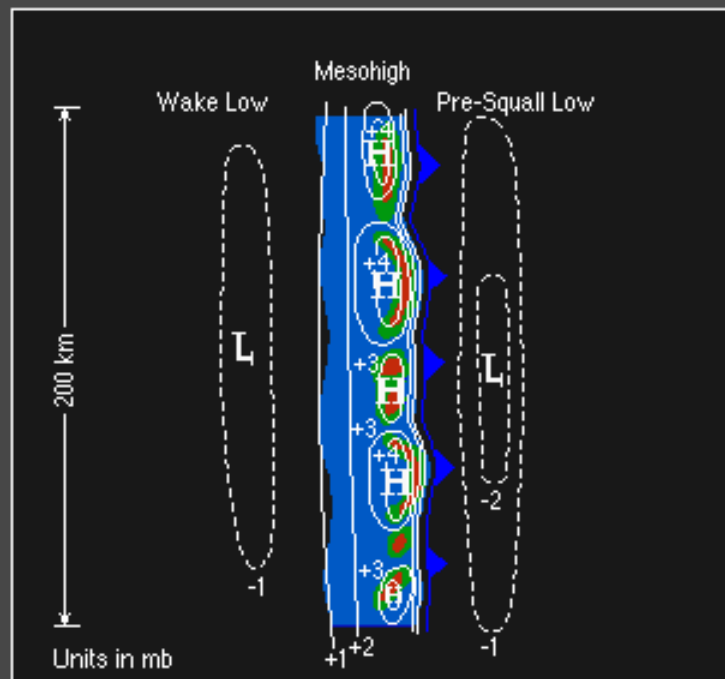 Mesohigh
Wake Low
Pre-Squall Low
+4
H
+4
H
L
200 km
+3
H
L
+3
+4
H
-2
+3
H
-1
-1
+1
+2
Units in mb